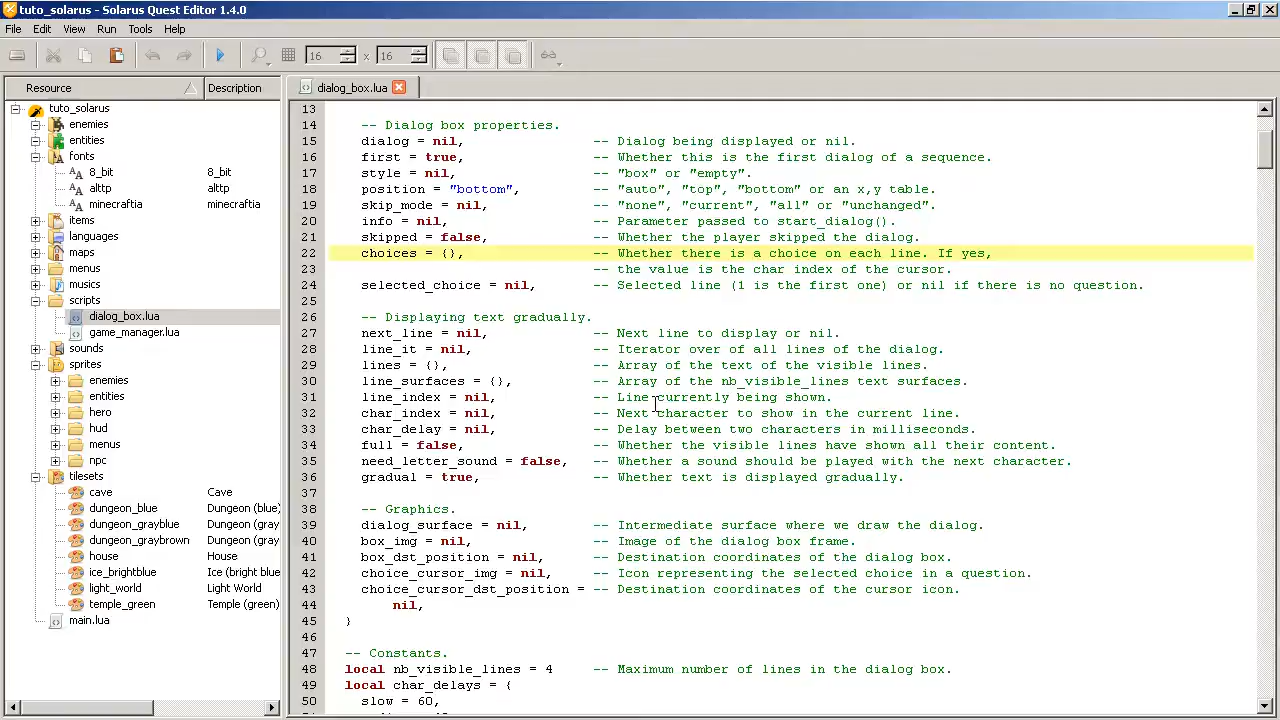 tuto_solarus - Solarus Quest Editor 1.4.0
File Edit View Run Tools Help
16 x 16
Resource Description
tuto_solarus
enemies
entities
fonts
8_bit 8_bit
alttp alttp
minecraftia minecraftia
items
languages
maps
menus
musics
scripts
dialog_box.lua
game_manager.lua
sounds
sprites
enemies
entities
hero
hud
menus
npc
tilesets
cave Cave
dungeon_blue Dungeon (blue)
dungeon_grayblue Dungeon (gray
dungeon_graybrown Dungeon (gray
house House
ice_brightblue Ice (bright blue
light_world Light World
temple_green Temple (green)
main.lua
dialog_box.lua
13
14 -- Dialog box properties.
15 dialog = nil, -- Dialog being displayed or nil.
16 first = true, -- Whether this is the first dialog of a sequence.
17 style = nil, -- "box" or "empty".
18 position = "bottom", -- "auto", "top", "bottom" or an x,y table.
19 skip_mode = nil, -- "none", "current", "all" or "unchanged".
20 info = nil, -- Parameter passed to start_dialog().
21 skipped = false, -- Whether the player skipped the dialog.
22 choices = {}, -- Whether there is a choice on each line. If yes,
23 -- the value is the char index of the cursor.
24 selected_choice = nil, -- Selected line (1 is the first one) or nil if there is no question.
25
26 -- Displaying text gradually.
27 next_line = nil, -- Next line to display or nil.
28 line_it = nil, -- Iterator over of all lines of the dialog.
29 lines = {}, -- Array of the text of the visible lines.
30 line_surfaces = {}, -- Array of the nb_visible_lines text surfaces.
31 line_index = nil, -- Line currently being shown.
32 char_index = nil, -- Next character to show in the current line.
33 char_delay = nil, -- Delay between two characters in milliseconds.
34 full = false, -- Whether the visible lines have shown all their content.
35 need_letter_sound = false, -- Whether a sound should be played with the next character.
36 gradual = true, -- Whether text is displayed gradually.
37
38 -- Graphics.
39 dialog_surface = nil, -- Intermediate surface where we draw the dialog.
40 box_img = nil, -- Image of the dialog box frame.
41 box_dst_position = nil, -- Destination coordinates of the dialog box.
42 choice_cursor_img = nil, -- Icon representing the selected choice in a question.
43 choice_cursor_dst_position = -- Destination coordinates of the cursor icon.
44 nil,
45 }
46
47 -- Constants.
48 local nb_visible_lines = 4 -- Maximum number of lines in the dialog box.
49 local char_delays = {
50 slow = 60,